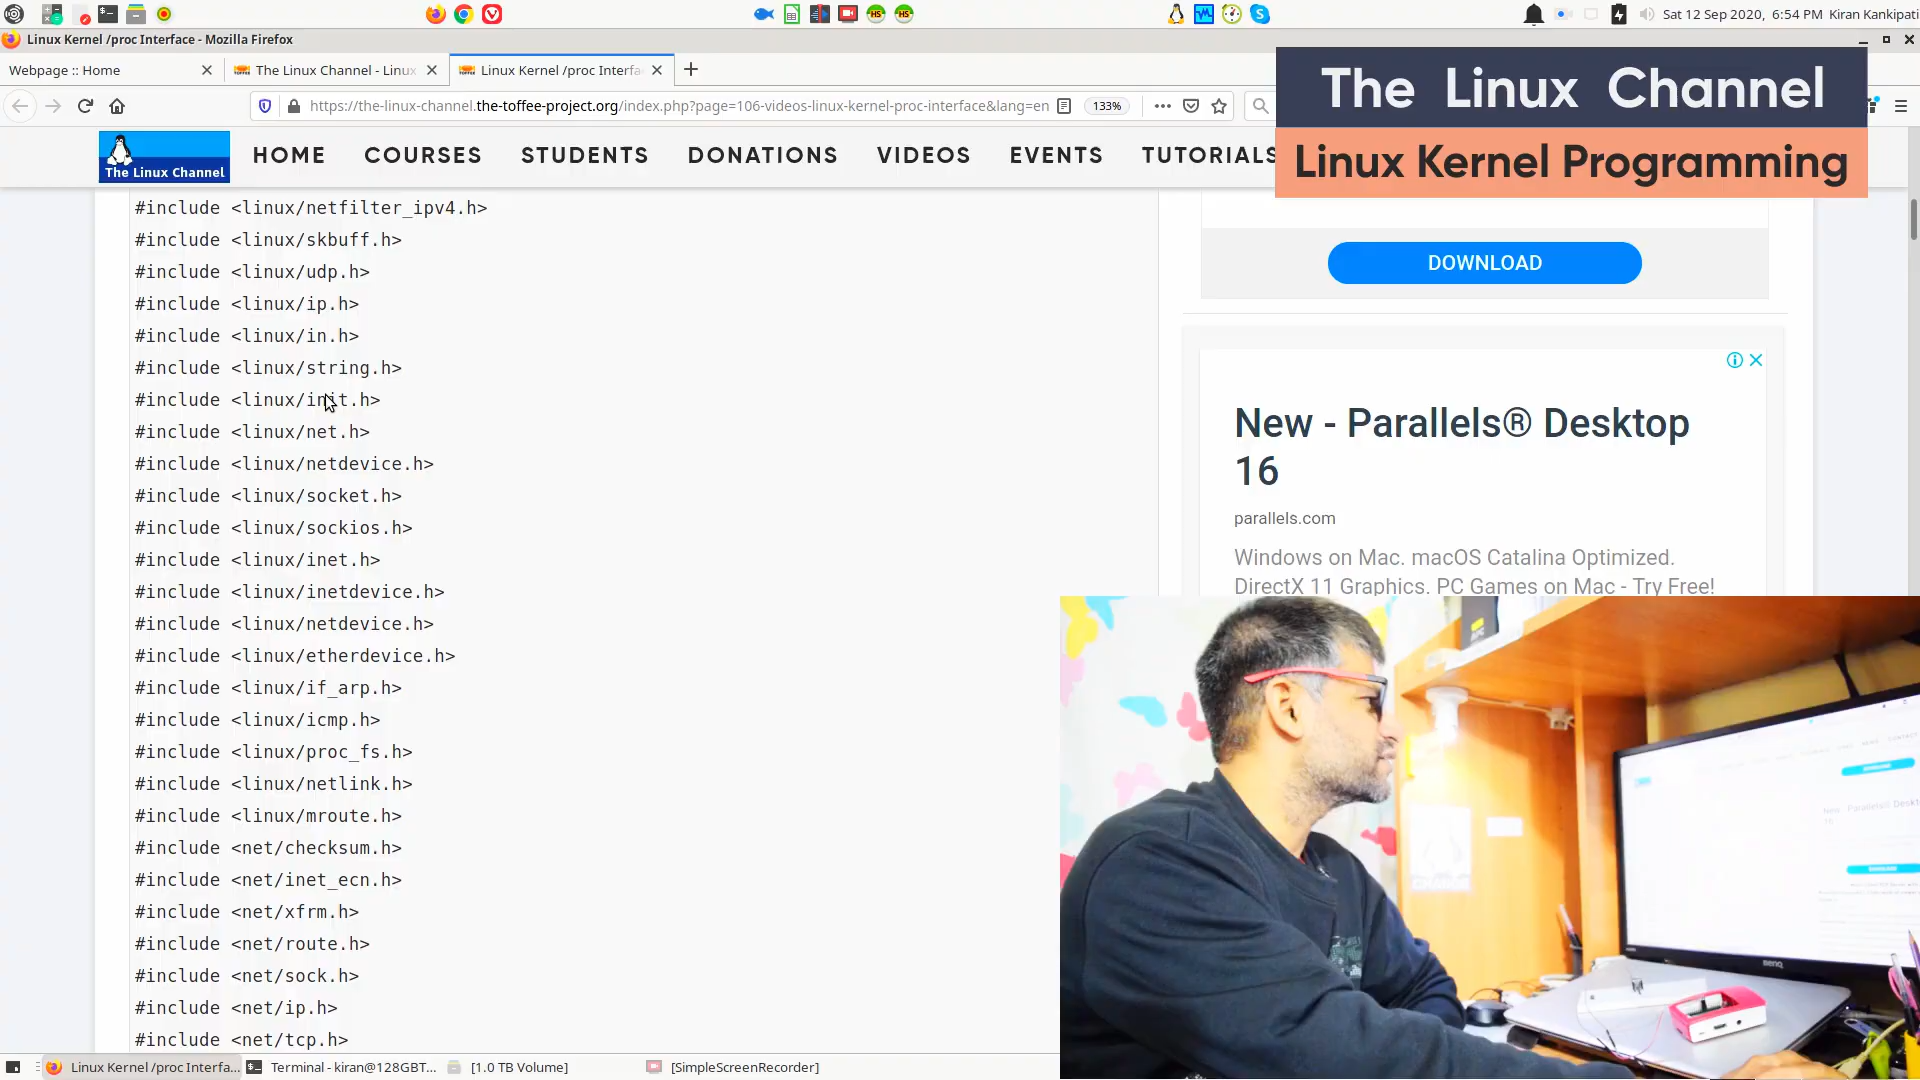 Sat 12 Sep 2020, 6:54 PM Kiran Kankipati
Linux Kernel /proc Interface - Mozilla Firefox
Webpage :: Home
The Linux Channel - Linux
Linux Kernel /proc Interfa
https://the-linux-channel.the-toffee-project.org/index.php?page=106-videos-linux-kernel-proc-interface&lang=en
133%
The Linux Channel
Linux Kernel Programming
The Linux Channel
HOME
COURSES
STUDENTS
DONATIONS
VIDEOS
EVENTS
TUTORIALS
#include <linux/netfilter_ipv4.h>
#include <linux/skbuff.h>
#include <linux/udp.h>
#include <linux/ip.h>
#include <linux/in.h>
#include <linux/string.h>
#include <linux/init.h>
#include <linux/net.h>
#include <linux/netdevice.h>
#include <linux/socket.h>
#include <linux/sockios.h>
#include <linux/inet.h>
#include <linux/inetdevice.h>
#include <linux/netdevice.h>
#include <linux/etherdevice.h>
#include <linux/if_arp.h>
#include <linux/icmp.h>
#include <linux/proc_fs.h>
#include <linux/netlink.h>
#include <linux/mroute.h>
#include <net/checksum.h>
#include <net/inet_ecn.h>
#include <net/xfrm.h>
#include <net/route.h>
#include <net/sock.h>
#include <net/ip.h>
#include <net/tcp.h>
DOWNLOAD
New - Parallels® Desktop
16
parallels.com
Windows on Mac. macOS Catalina Optimized.
DirectX 11 Graphics. PC Games on Mac - Try Free!
BenQ
Linux Kernel /proc Interfa...
Terminal - kiran@128GBT...
[1.0 TB Volume]
[SimpleScreenRecorder]